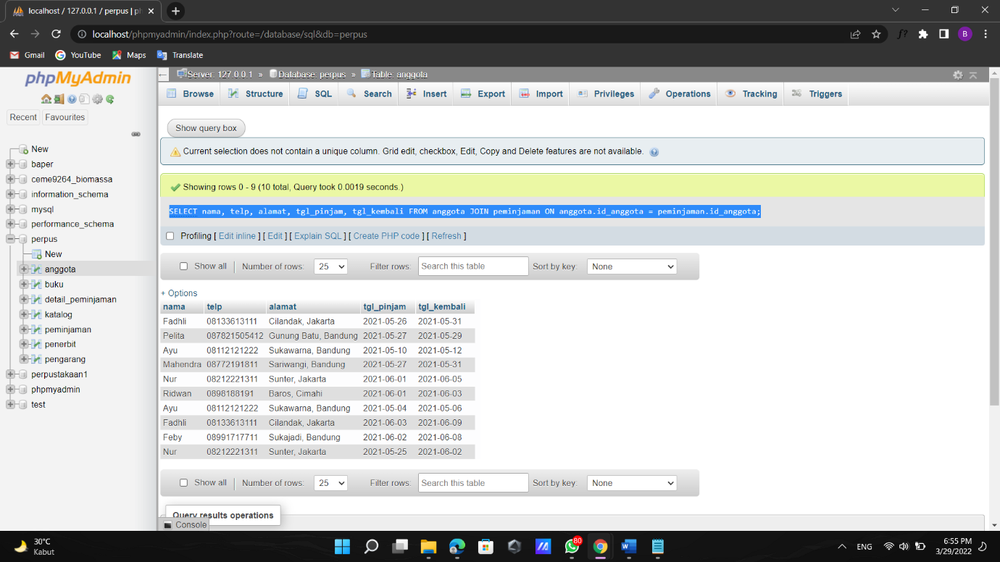 localhost / 127.0.0.1 / perpus | ph
localhost/phpmyadmin/index.php?route=/database/sql&db=perpus
B
Gmail YouTube Maps Translate
phpMyAdmin
Recent Favourites
New
baper
ceme9264_biomassa
information_schema
mysql
performance_schema
perpus
New
anggota
buku
detail_peminjaman
katalog
peminjaman
penerbit
pengarang
perpustakaan1
phpmyadmin
test
Server: 127.0.0.1 » Database: perpus » Table: anggota
Browse Structure SQL Search Insert Export Import Privileges Operations Tracking Triggers
Show query box
Current selection does not contain a unique column. Grid edit, checkbox, Edit, Copy and Delete features are not available.
Showing rows 0 - 9 (10 total, Query took 0.0019 seconds.)
SELECT nama, telp, alamat, tgl_pinjam, tgl_kembali FROM anggota JOIN peminjaman ON anggota.id_anggota = peminjaman.id_anggota;
Profiling [ Edit inline ] [ Edit ] [ Explain SQL ] [ Create PHP code ] [ Refresh ]
Show all Number of rows: 25 Filter rows: Search this table Sort by key: None
+ Options
nama telp alamat tgl_pinjam tgl_kembali
Fadhli 08133613111 Cilandak, Jakarta 2021-05-26 2021-05-31
Pelita 087821505412 Gunung Batu, Bandung 2021-05-27 2021-05-29
Ayu 08112121222 Sukawarna, Bandung 2021-05-10 2021-05-12
Mahendra 08772191811 Sariwangi, Bandung 2021-05-27 2021-05-31
Nur 08212221311 Sunter, Jakarta 2021-06-01 2021-06-05
Ridwan 0898188191 Baros, Cimahi 2021-06-01 2021-06-03
Ayu 08112121222 Sukawarna, Bandung 2021-05-04 2021-05-06
Fadhli 08133613111 Cilandak, Jakarta 2021-06-03 2021-06-09
Feby 08991717711 Sukajadi, Bandung 2021-06-02 2021-06-08
Nur 08212221311 Sunter, Jakarta 2021-05-25 2021-06-02
Show all Number of rows: 25 Filter rows: Search this table Sort by key: None
Query results operations
Console
30°C
Kabut
80
ENG
6:55 PM
3/29/2022